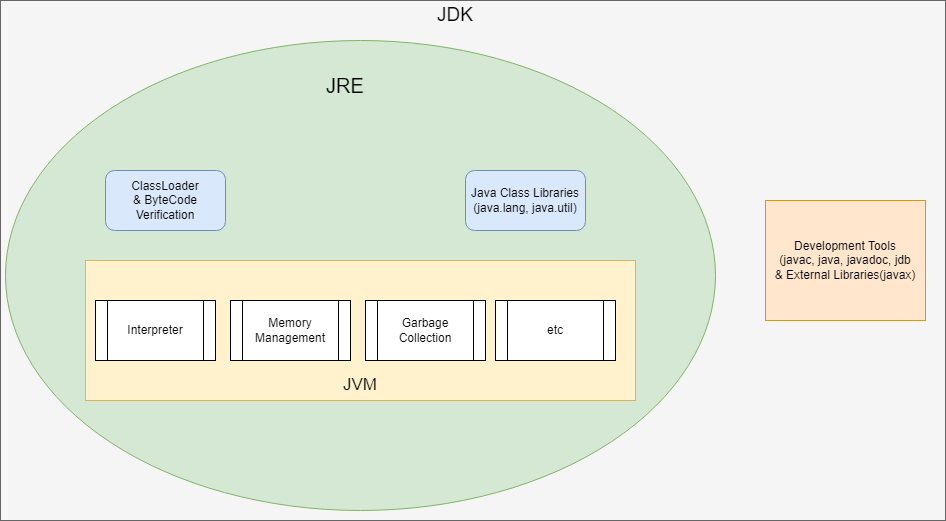 JDK
JRE
ClassLoader
& ByteCode
Verification
Java Class Libraries
(java.lang, java.util)
Development Tools
(javac, java, javadoc, jdb
& External Libraries(javax)
Interpreter
Memory
Management
Garbage
Collection
etc
JVM